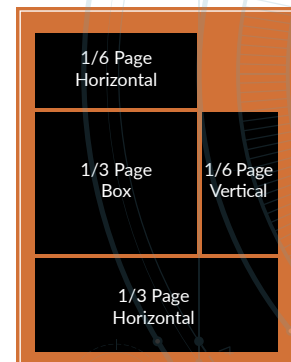 1/6 Page
Horizontal
1/3 Page
Box
1/6 Page
Vertical
1/3 Page
Horizontal